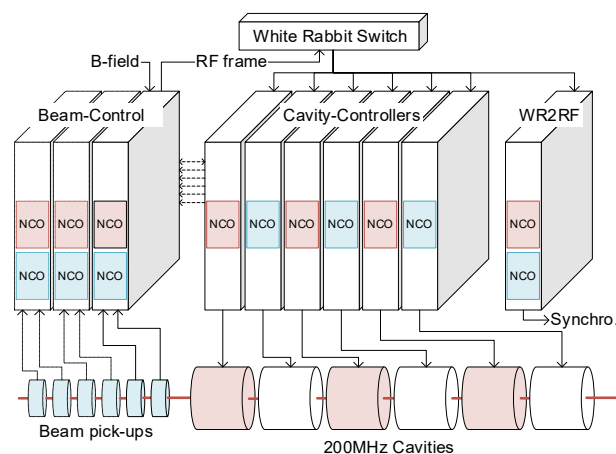 White Rabbit Switch
B-field
RF frame
Beam-Control
Cavity-Controllers
WR2RF
NCO NCO NCO NCO NCO NCO NCO NCO NCO NCO
NCO NCO NCO NCO
Synchro.
Beam pick-ups
200MHz Cavities